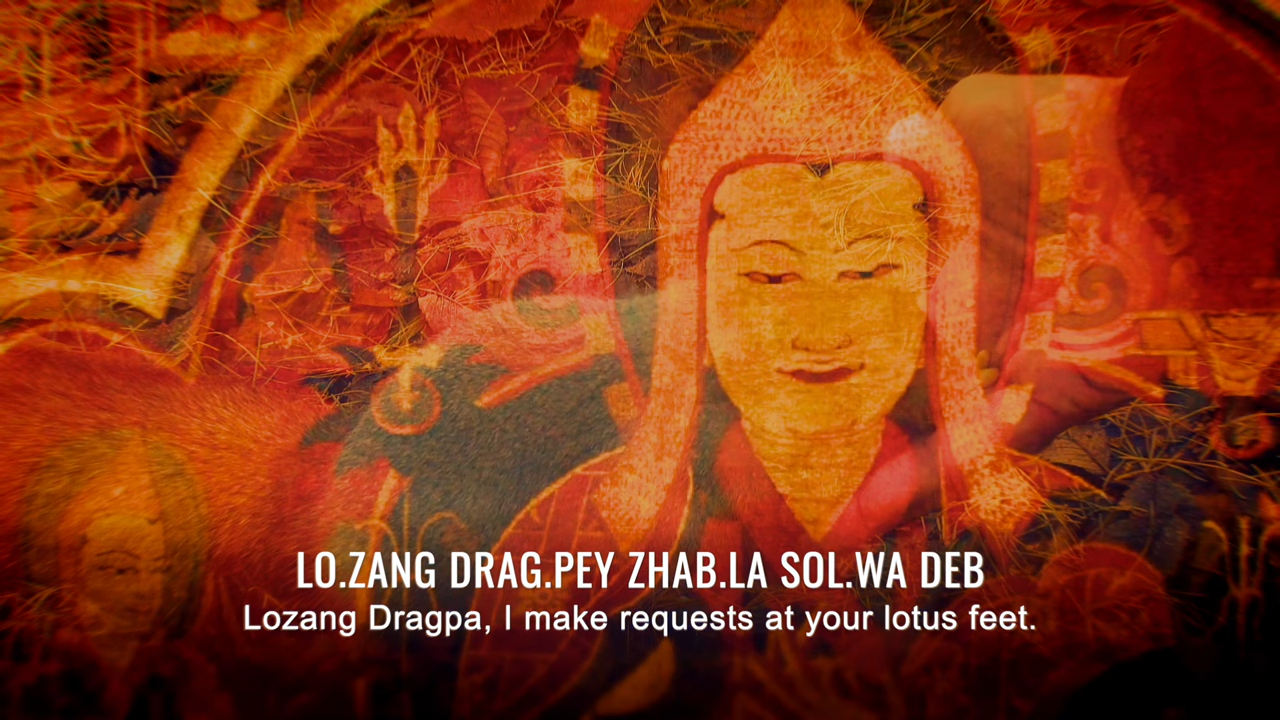 LO.ZANG DRAG.PEY ZHAB.LA SOL.WA DEB
Lozang Dragpa, I make requests at your lotus feet.